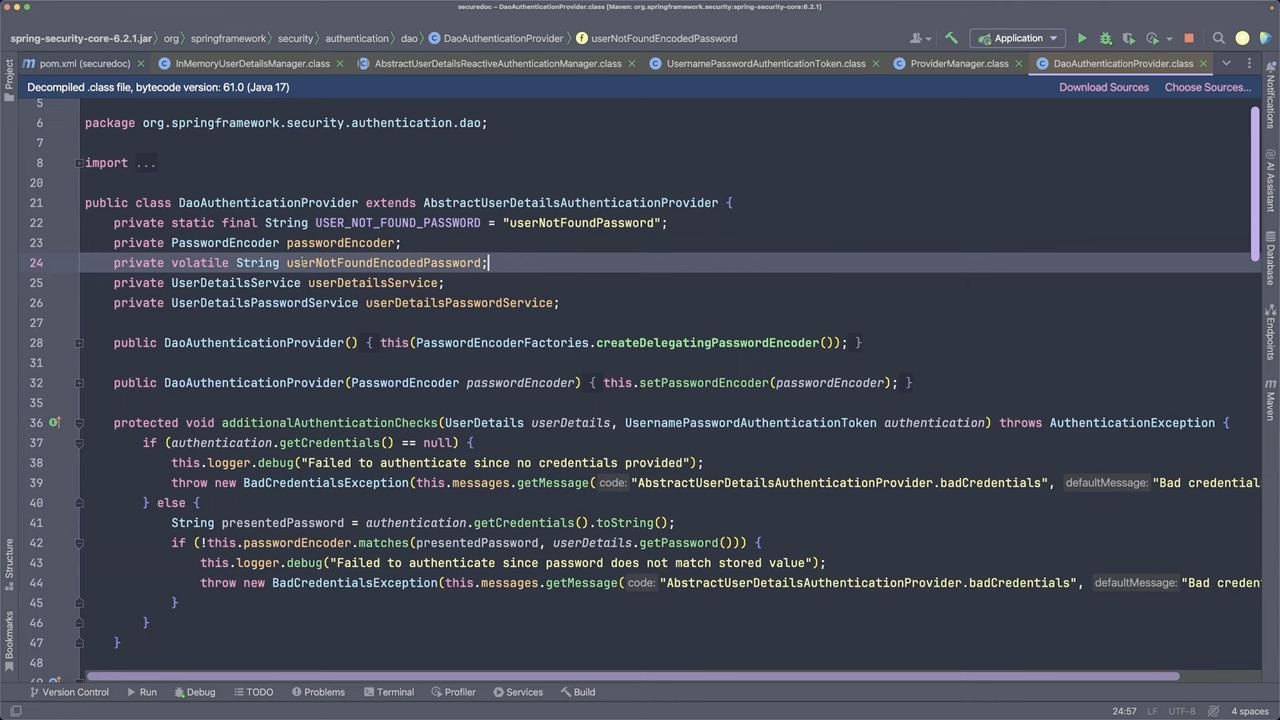 securedoc – DaoAuthenticationProvider.class [Maven: org.springframework.security:spring-security-core:6.2.1]
spring-security-core-6.2.1.jar org springframework security authentication dao DaoAuthenticationProvider userNotFoundEncodedPassword Application
pom.xml (securedoc) InMemoryUserDetailsManager.class AbstractUserDetailsReactiveAuthenticationManager.class UsernamePasswordAuthenticationToken.class ProviderManager.class DaoAuthenticationProvider.class
Decompiled .class file, bytecode version: 61.0 (Java 17) Download Sources Choose Sources...
5
6 package org.springframework.security.authentication.dao;
7
8 import ...
20
21 public class DaoAuthenticationProvider extends AbstractUserDetailsAuthenticationProvider {
22 private static final String USER_NOT_FOUND_PASSWORD = "userNotFoundPassword";
23 private PasswordEncoder passwordEncoder;
24 private volatile String userNotFoundEncodedPassword;
25 private UserDetailsService userDetailsService;
26 private UserDetailsPasswordService userDetailsPasswordService;
27
28 public DaoAuthenticationProvider() { this(PasswordEncoderFactories.createDelegatingPasswordEncoder()); }
31
32 public DaoAuthenticationProvider(PasswordEncoder passwordEncoder) { this.setPasswordEncoder(passwordEncoder); }
35
36 protected void additionalAuthenticationChecks(UserDetails userDetails, UsernamePasswordAuthenticationToken authentication) throws AuthenticationException {
37 if (authentication.getCredentials() == null) {
38 this.logger.debug("Failed to authenticate since no credentials provided");
39 throw new BadCredentialsException(this.messages.getMessage( code: "AbstractUserDetailsAuthenticationProvider.badCredentials", defaultMessage: "Bad credential
40 } else {
41 String presentedPassword = authentication.getCredentials().toString();
42 if (!this.passwordEncoder.matches(presentedPassword, userDetails.getPassword())) {
43 this.logger.debug("Failed to authenticate since password does not match stored value");
44 throw new BadCredentialsException(this.messages.getMessage( code: "AbstractUserDetailsAuthenticationProvider.badCredentials", defaultMessage: "Bad creden
45 }
46 }
47 }
48
Project
Structure
Bookmarks
Notifications
AI Assistant
Database
Endpoints
Maven
Version Control Run Debug TODO Problems Terminal Profiler Services Build
24:57 LF UTF-8 4 spaces